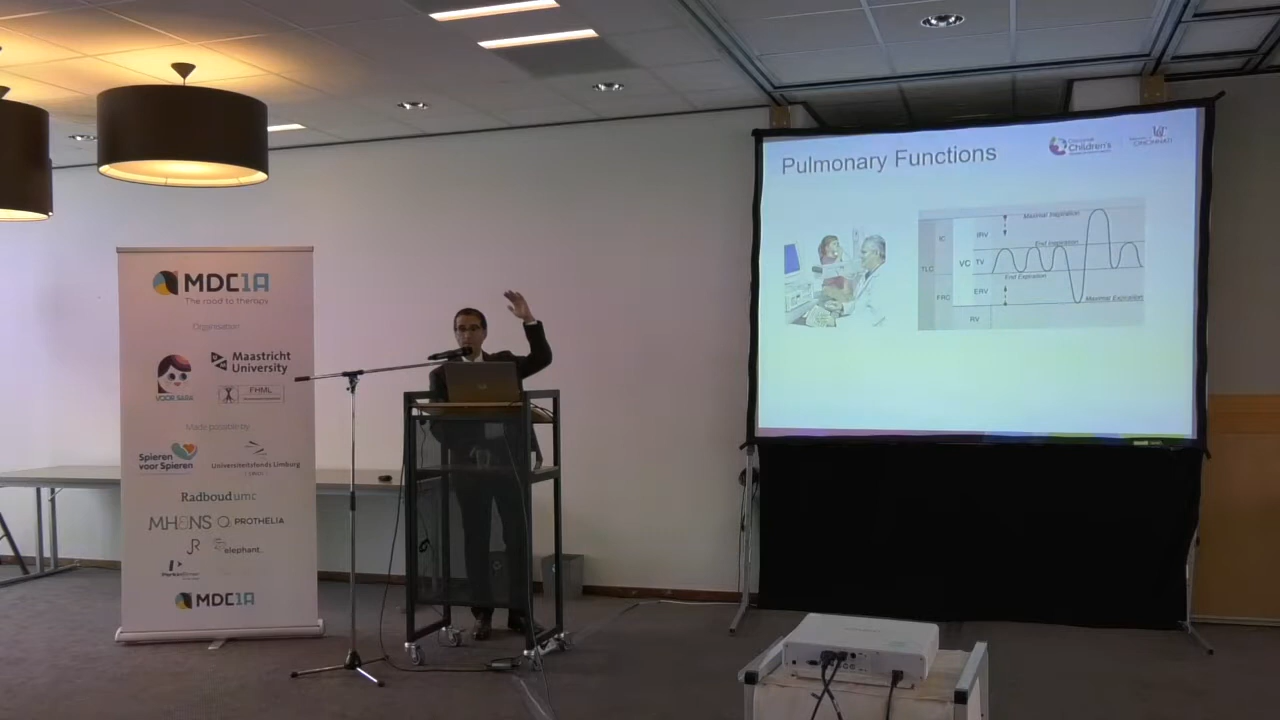 MDC1A
The road to therapy
Organisation
Maastricht
University
VOOR SARA
FHML
Made possible by
Spieren
voor Spieren
Universiteitsfonds Limburg
Radboudumc
PROTHELIA
elephant
MDC1A
Pulmonary Functions
Cincinnati
Children's
CINCINNATI
Maximal Inspiration
IC
IRV
End Inspiration
TLC
VC
TV
End Expiration
FRC
ERV
Maximal Expiration
RV